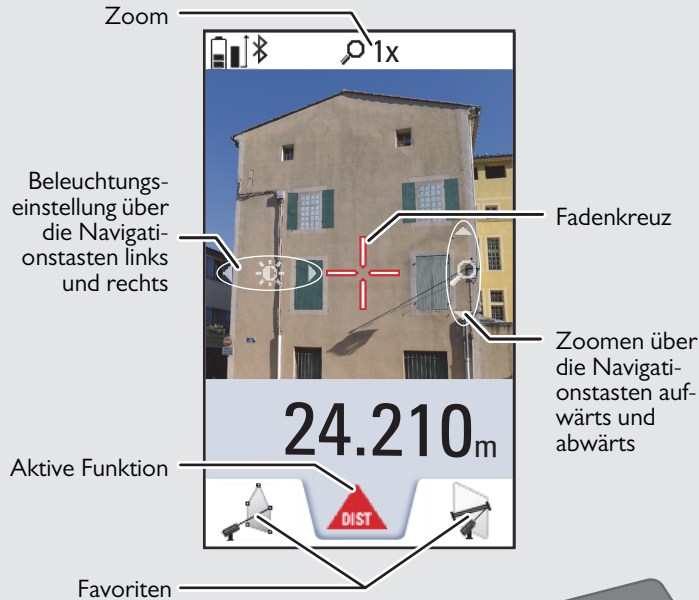 Zoom
1x
Beleuchtungs-
einstellung über
die Navigati-
onstasten links
und rechts
Fadenkreuz
Zoomen über
die Navigati-
onstasten auf-
wärts und
abwärts
24.210m
Aktive Funktion
DIST
Favoriten